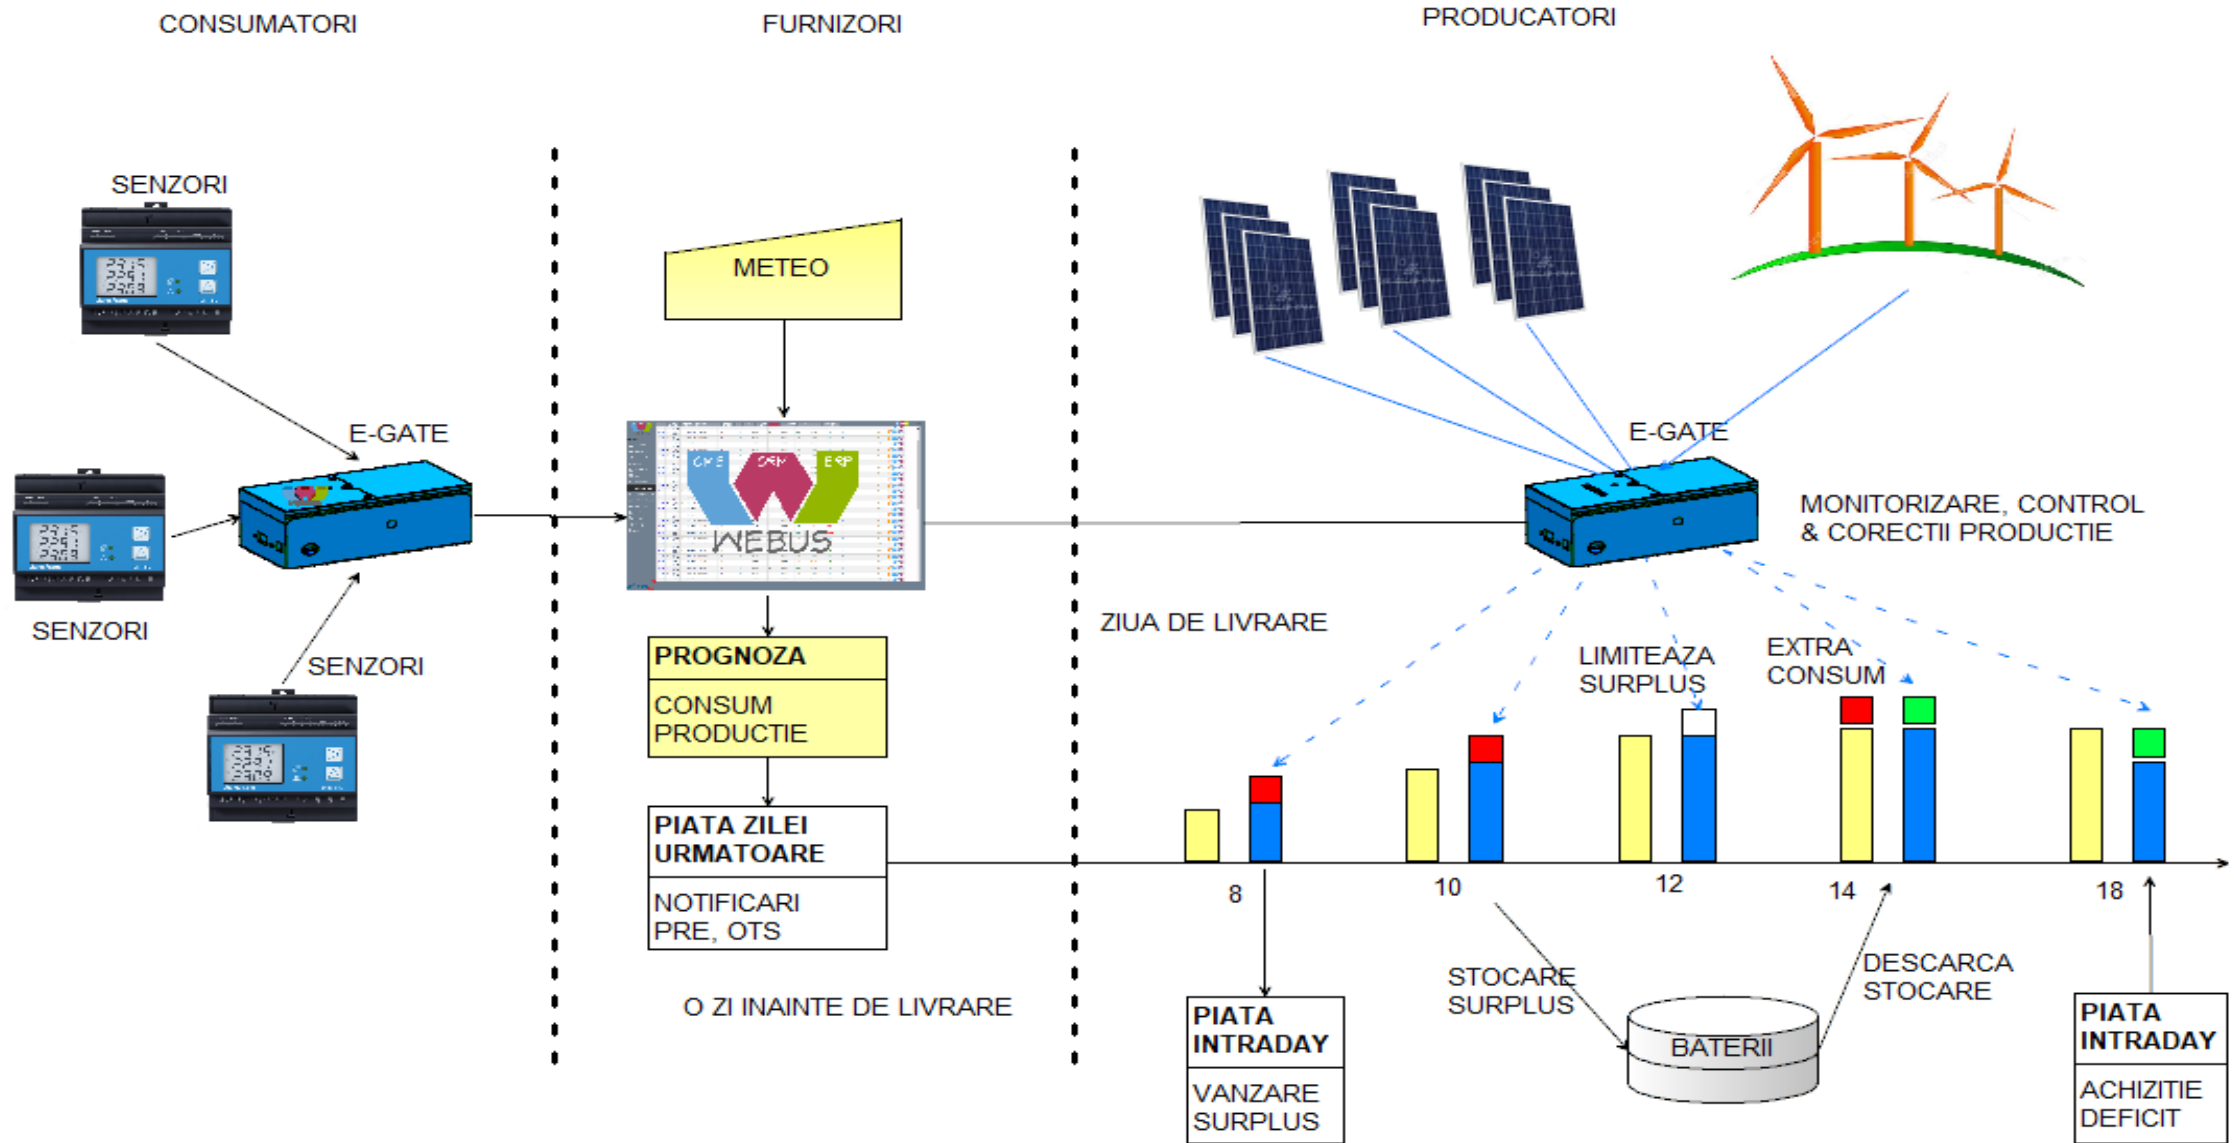 CONSUMATORI
FURNIZORI
PRODUCATORI
SENZORI
METEO
E-GATE
E-GATE
CMS
CRM
ERP
WEBUS
MONITORIZARE, CONTROL
& CORECTII PRODUCTIE
SENZORI
SENZORI
ZIUA DE LIVRARE
PROGNOZA
CONSUM
PRODUCTIE
LIMITEAZA
SURPLUS
EXTRA
CONSUM
PIATA ZILEI
URMATOARE
NOTIFICARI
PRE, OTS
8
10
12
14
18
O ZI INAINTE DE LIVRARE
STOCARE
SURPLUS
DESCARCA
STOCARE
PIATA
INTRADAY
VANZARE
SURPLUS
BATERII
PIATA
INTRADAY
ACHIZITIE
DEFICIT